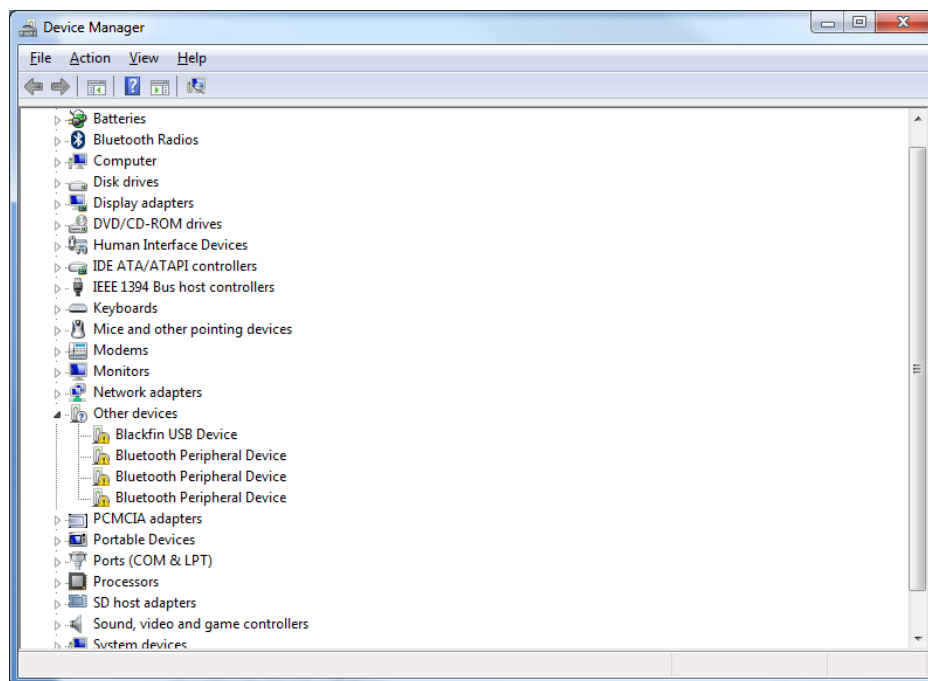 Device Manager
File Action View Help
Batteries
Bluetooth Radios
Computer
Disk drives
Display adapters
DVD/CD-ROM drives
Human Interface Devices
IDE ATA/ATAPI controllers
IEEE 1394 Bus host controllers
Keyboards
Mice and other pointing devices
Modems
Monitors
Network adapters
Other devices
Blackfin USB Device
Bluetooth Peripheral Device
Bluetooth Peripheral Device
Bluetooth Peripheral Device
PCMCIA adapters
Portable Devices
Ports (COM & LPT)
Processors
SD host adapters
Sound, video and game controllers
System devices